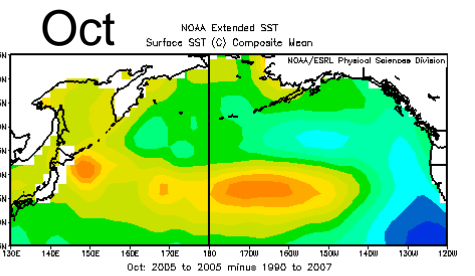 Oct
NOAA Extended SST
Surface SST (C) Composite Mean
NOAA/ESRL Physical Sciences Division
130E 140E 150E 160E 170E 180 170W 160W 150W 140W 130W 120W
Oct: 2005 to 2005 minus 1990 to 2007